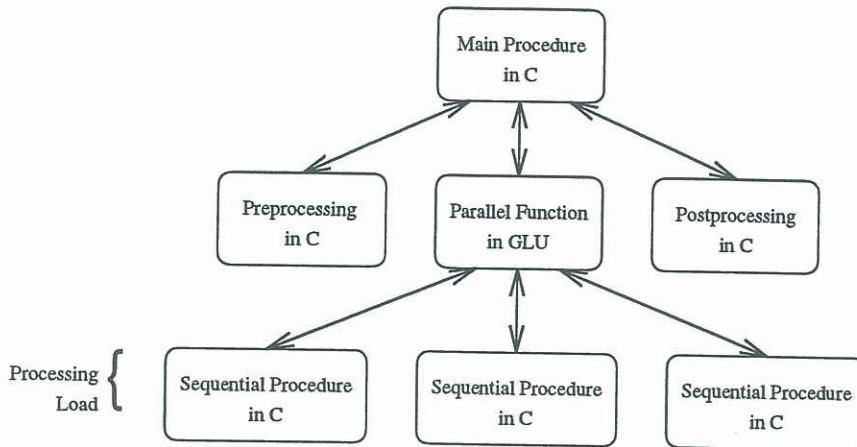 Main Procedure
in C
Preprocessing
in C
Parallel Function
in GLU
Postprocessing
in C
Processing
Load
Sequential Procedure
in C
Sequential Procedure
in C
Sequential Procedure
in C